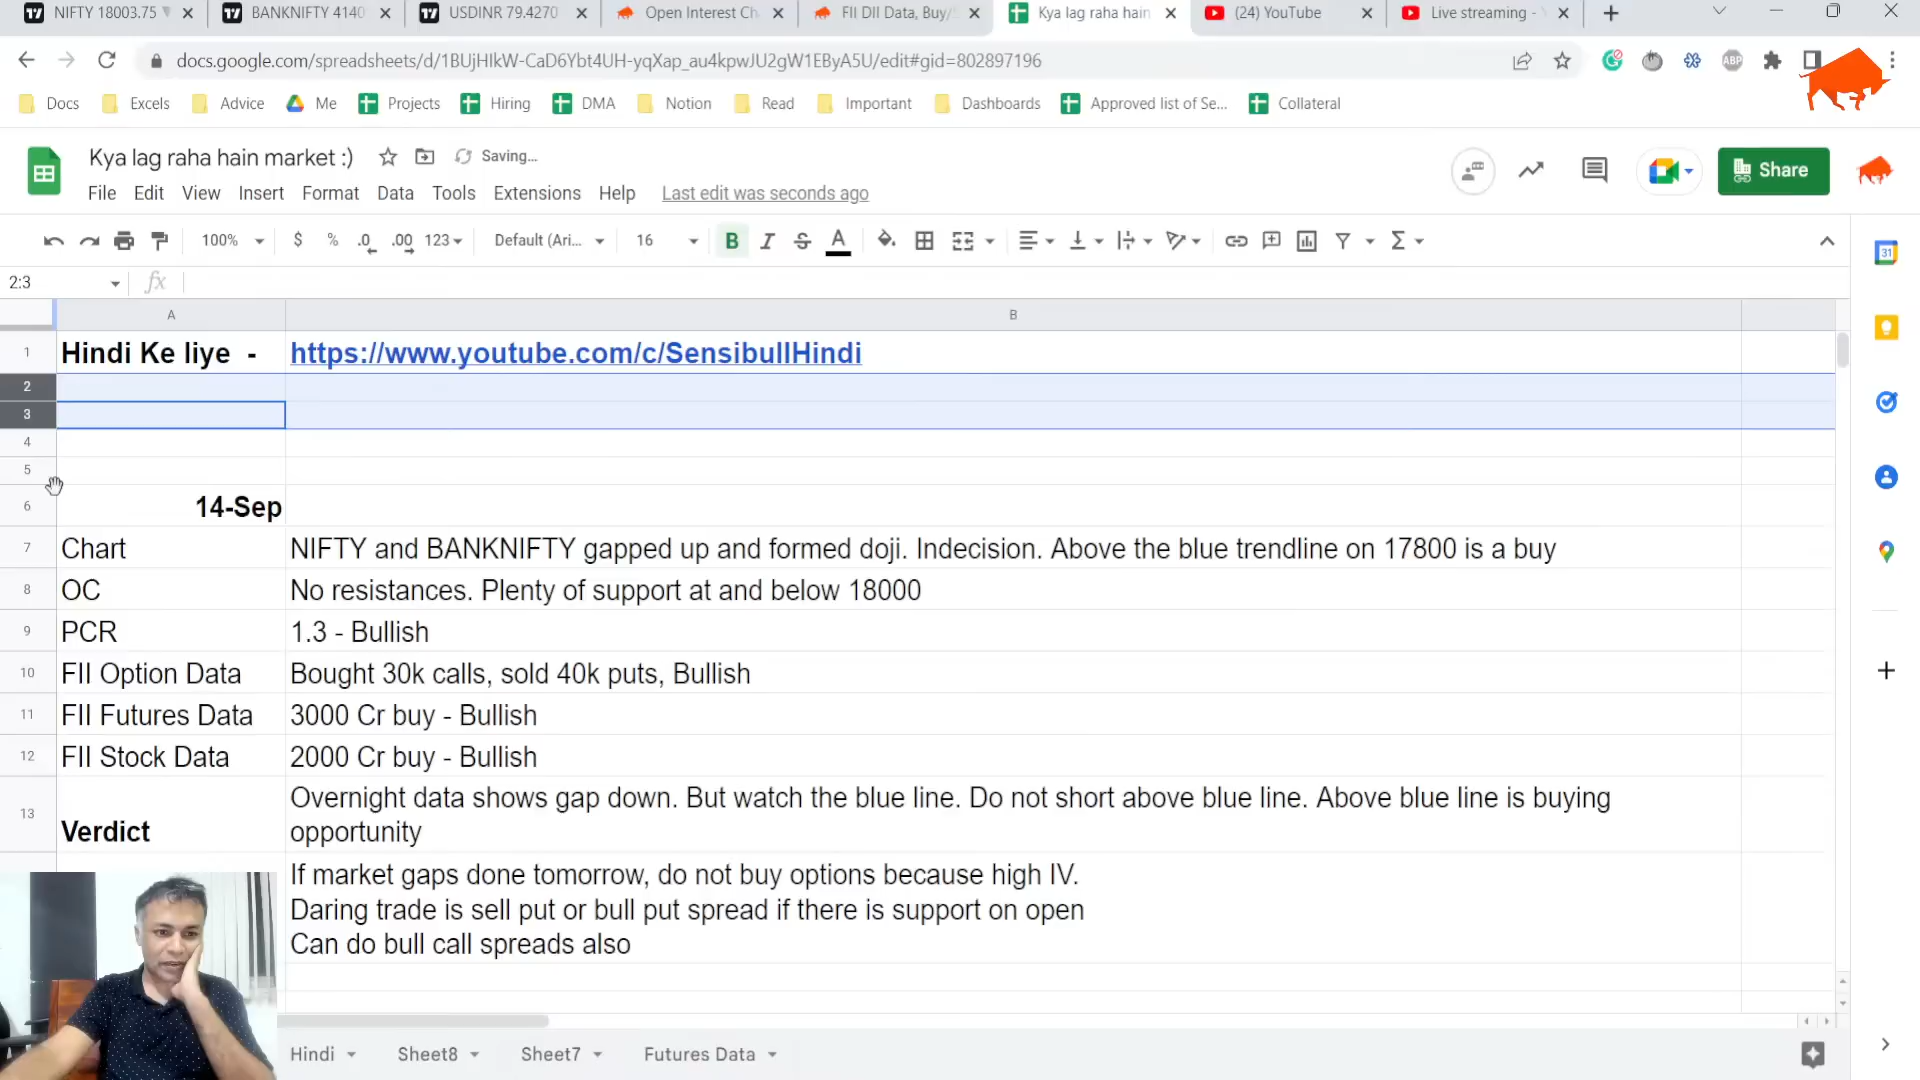 NIFTY 18003.75
BANKNIFTY 4140
USDINR 79.4270
Open Interest Ch
FII DII Data, Buy/
Kya lag raha hain
(24) YouTube
Live streaming -
docs.google.com/spreadsheets/d/1BUjHIkW-CaD6Ybt4UH-yqXap_au4kpwJU2gW1EByA5U/edit#gid=802897196
ABP
Docs
Excels
Advice
Me
Projects
Hiring
DMA
Notion
Read
Important
Dashboards
Approved list of Se...
Collateral
Kya lag raha hain market :)
Saving...
File Edit View Insert Format Data Tools Extensions Help Last edit was seconds ago
Share
100% $ % .0 .00 123 Default (Ari... 16 B I S A
31
2:3
fx
A B
1 Hindi Ke liye - https://www.youtube.com/c/SensibullHindi
2
3
4
5
6 14-Sep
7 Chart NIFTY and BANKNIFTY gapped up and formed doji. Indecision. Above the blue trendline on 17800 is a buy
8 OC No resistances. Plenty of support at and below 18000
9 PCR 1.3 - Bullish
10 FII Option Data Bought 30k calls, sold 40k puts, Bullish
11 FII Futures Data 3000 Cr buy - Bullish
12 FII Stock Data 2000 Cr buy - Bullish
13 Verdict Overnight data shows gap down. But watch the blue line. Do not short above blue line. Above blue line is buying
opportunity
If market gaps done tomorrow, do not buy options because high IV.
Daring trade is sell put or bull put spread if there is support on open
Can do bull call spreads also
Hindi Sheet8 Sheet7 Futures Data